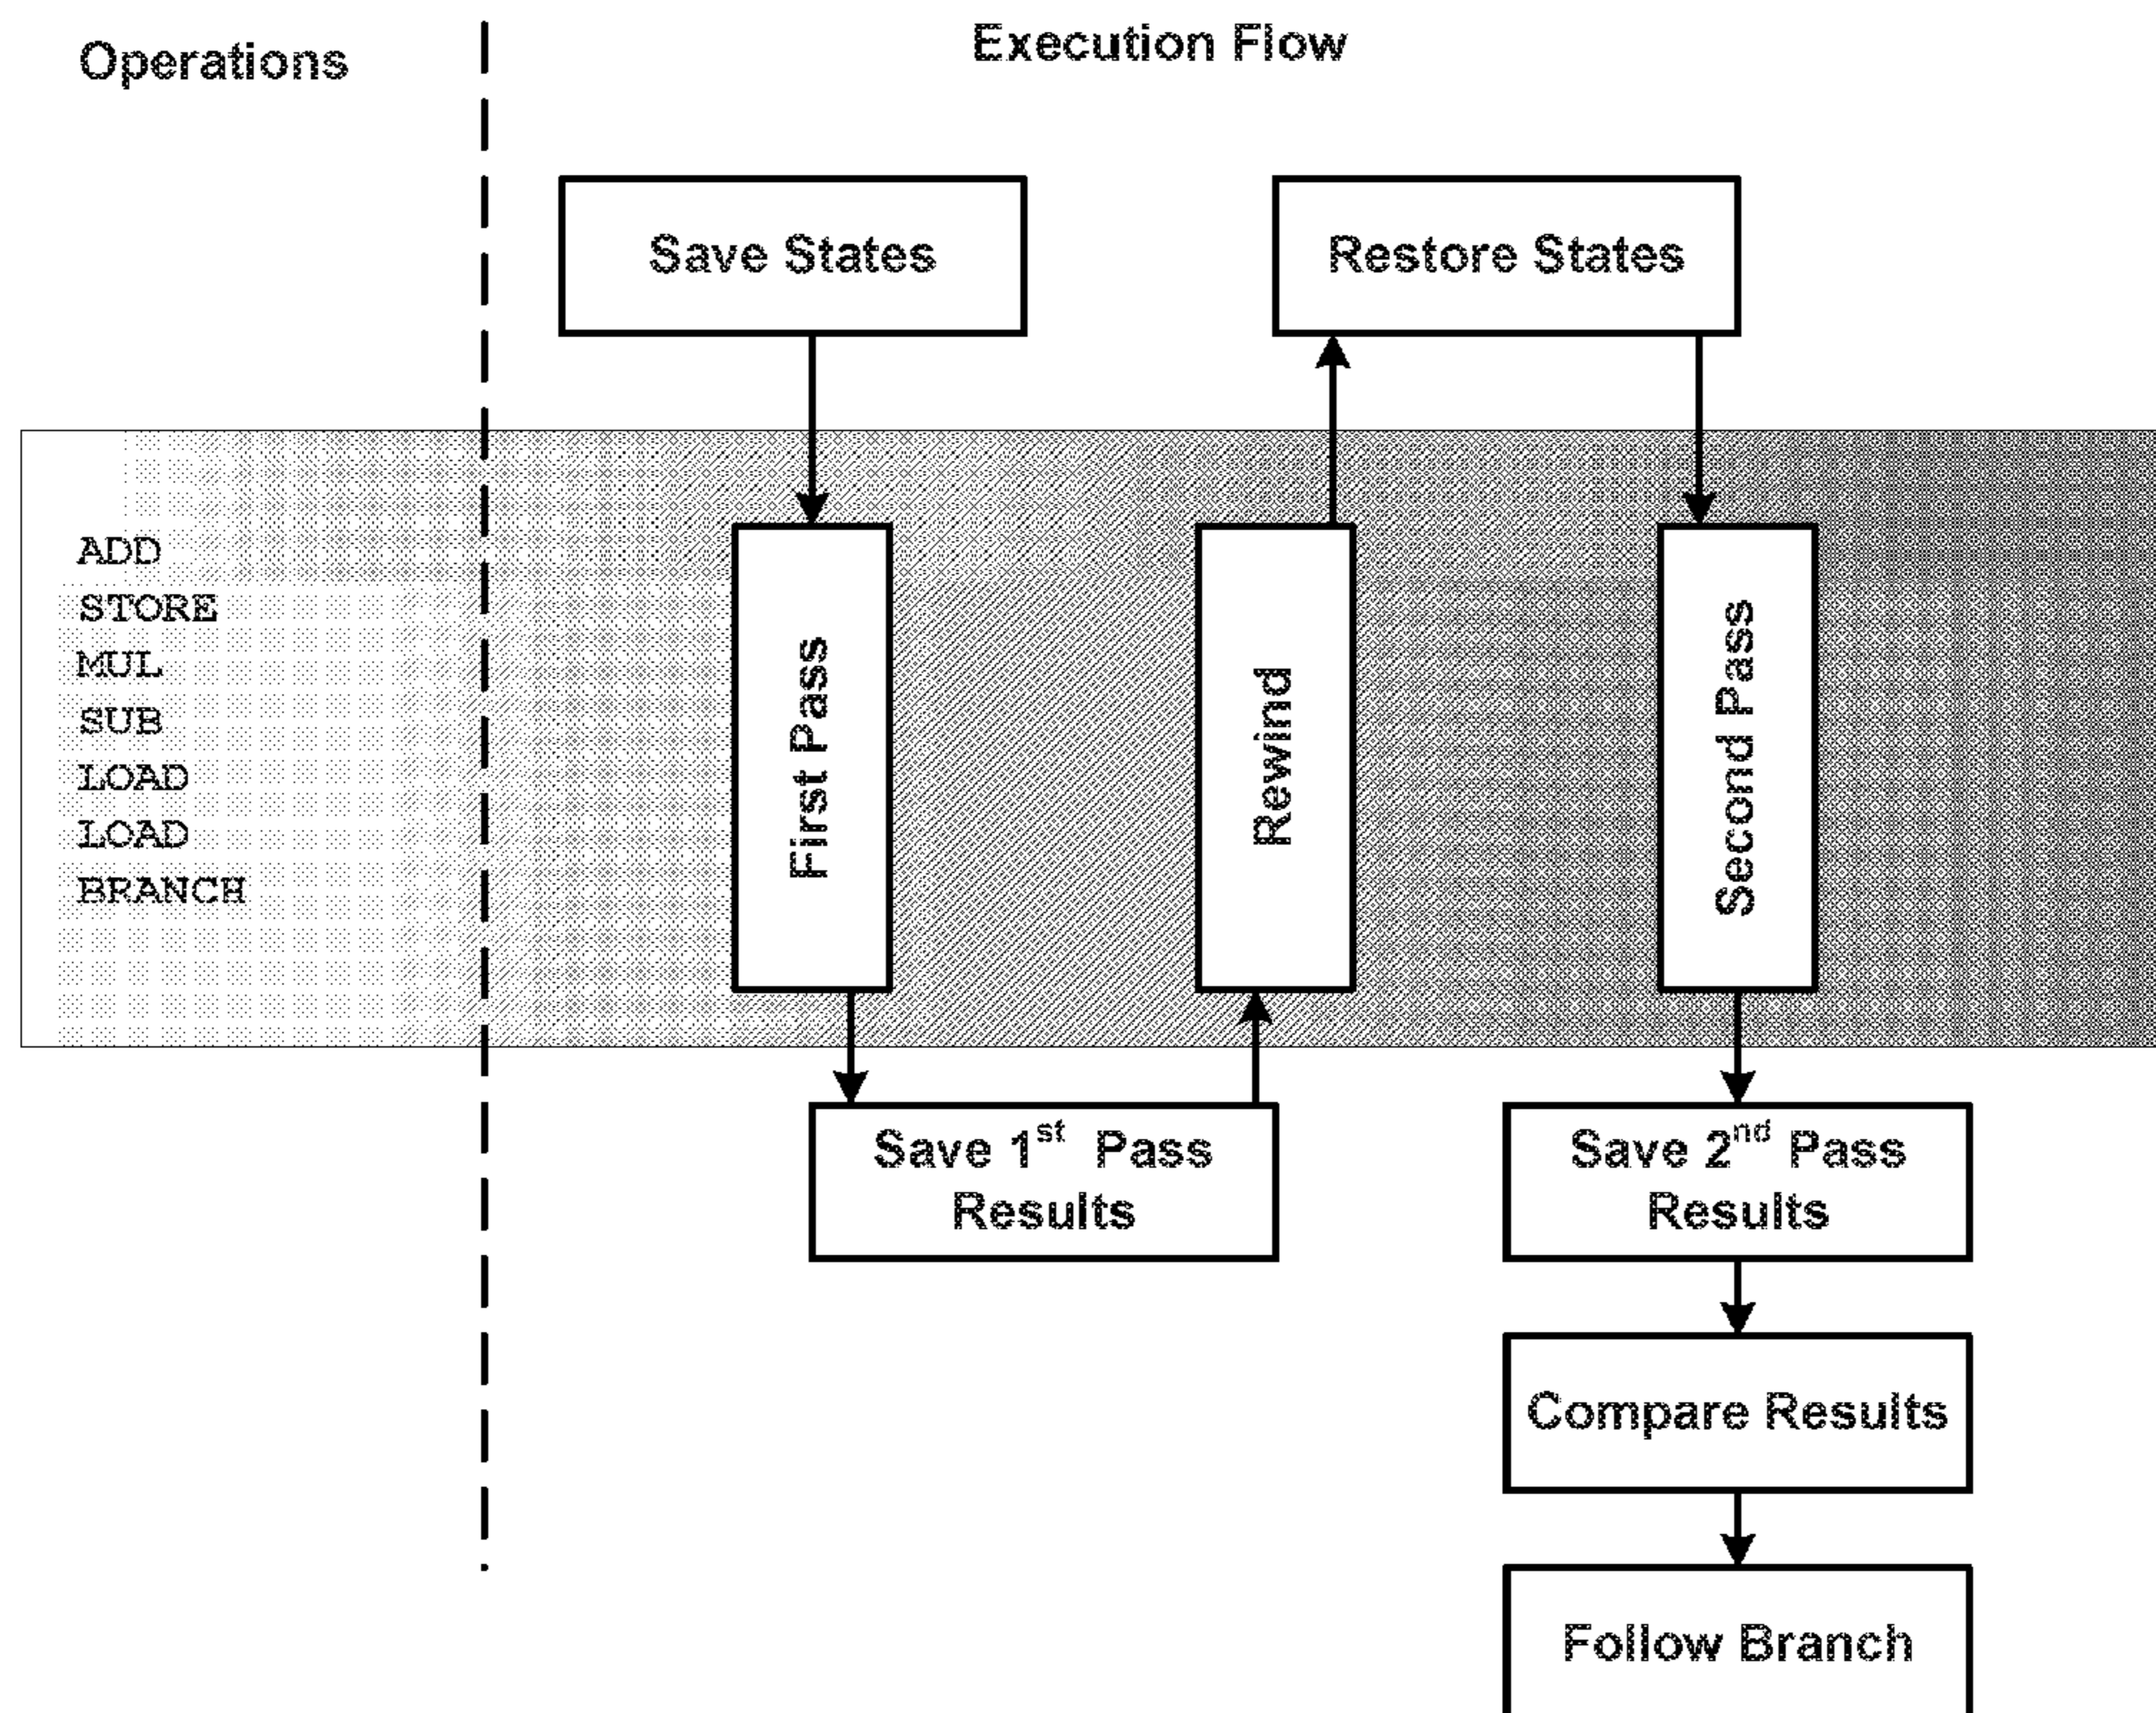 Operations
Execution Flow
Save States
Restore States
ADD
STORE
MUL
SUB
LOAD
LOAD
BRANCH
First Pass
Rewind
Second Pass
Save 1st Pass
Results
Save 2nd Pass
Results
Compare Results
Follow Branch